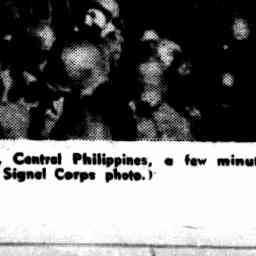 , Central Philippines, a few minut
Signal Corps photo.)